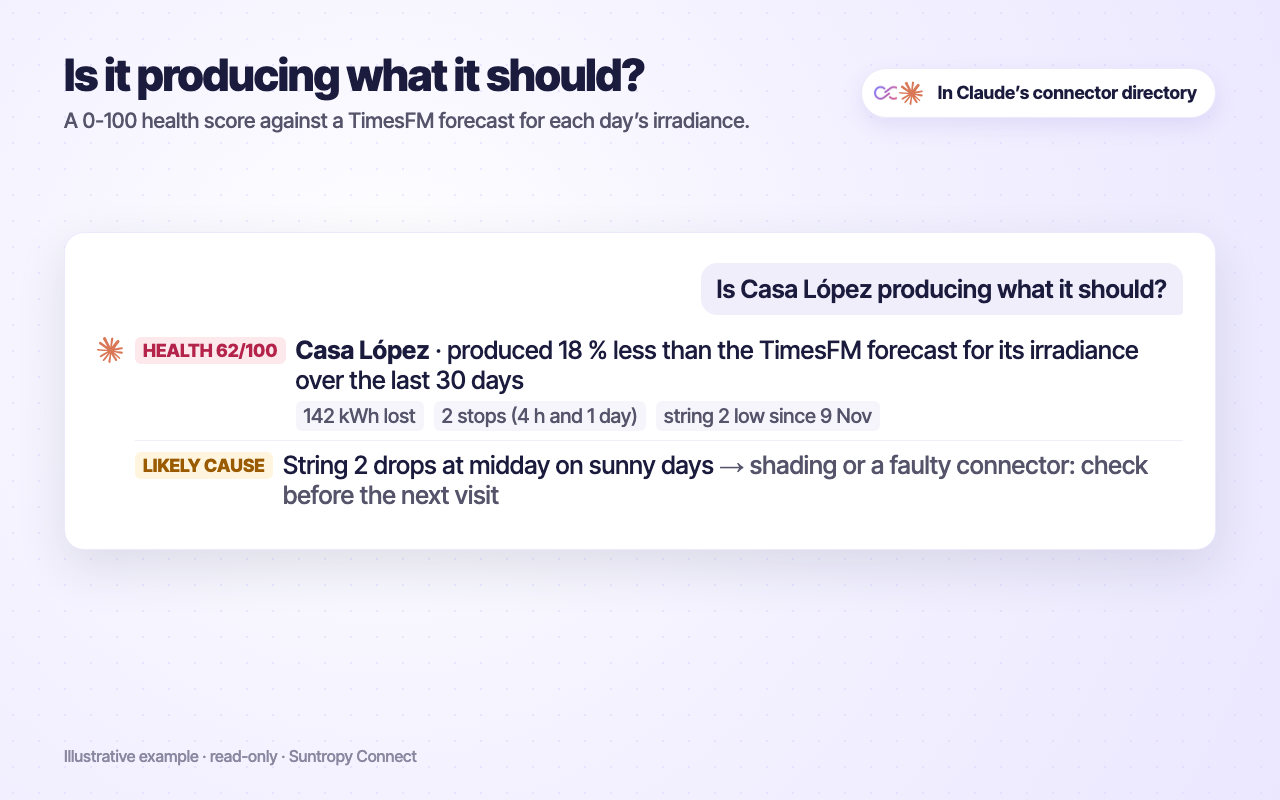 Is it producing what it should?
A 0-100 health score against a TimesFM forecast for each day’s irradiance.
In Claude’s connector directory
Is Casa López producing what it should?
HEALTH 62/100 Casa López · produced 18 % less than the TimesFM forecast for its irradiance
over the last 30 days
142 kWh lost 2 stops (4 h and 1 day) string 2 low since 9 Nov
LIKELY CAUSE String 2 drops at midday on sunny days → shading or a faulty connector: check
before the next visit
Illustrative example · read-only · Suntropy Connect